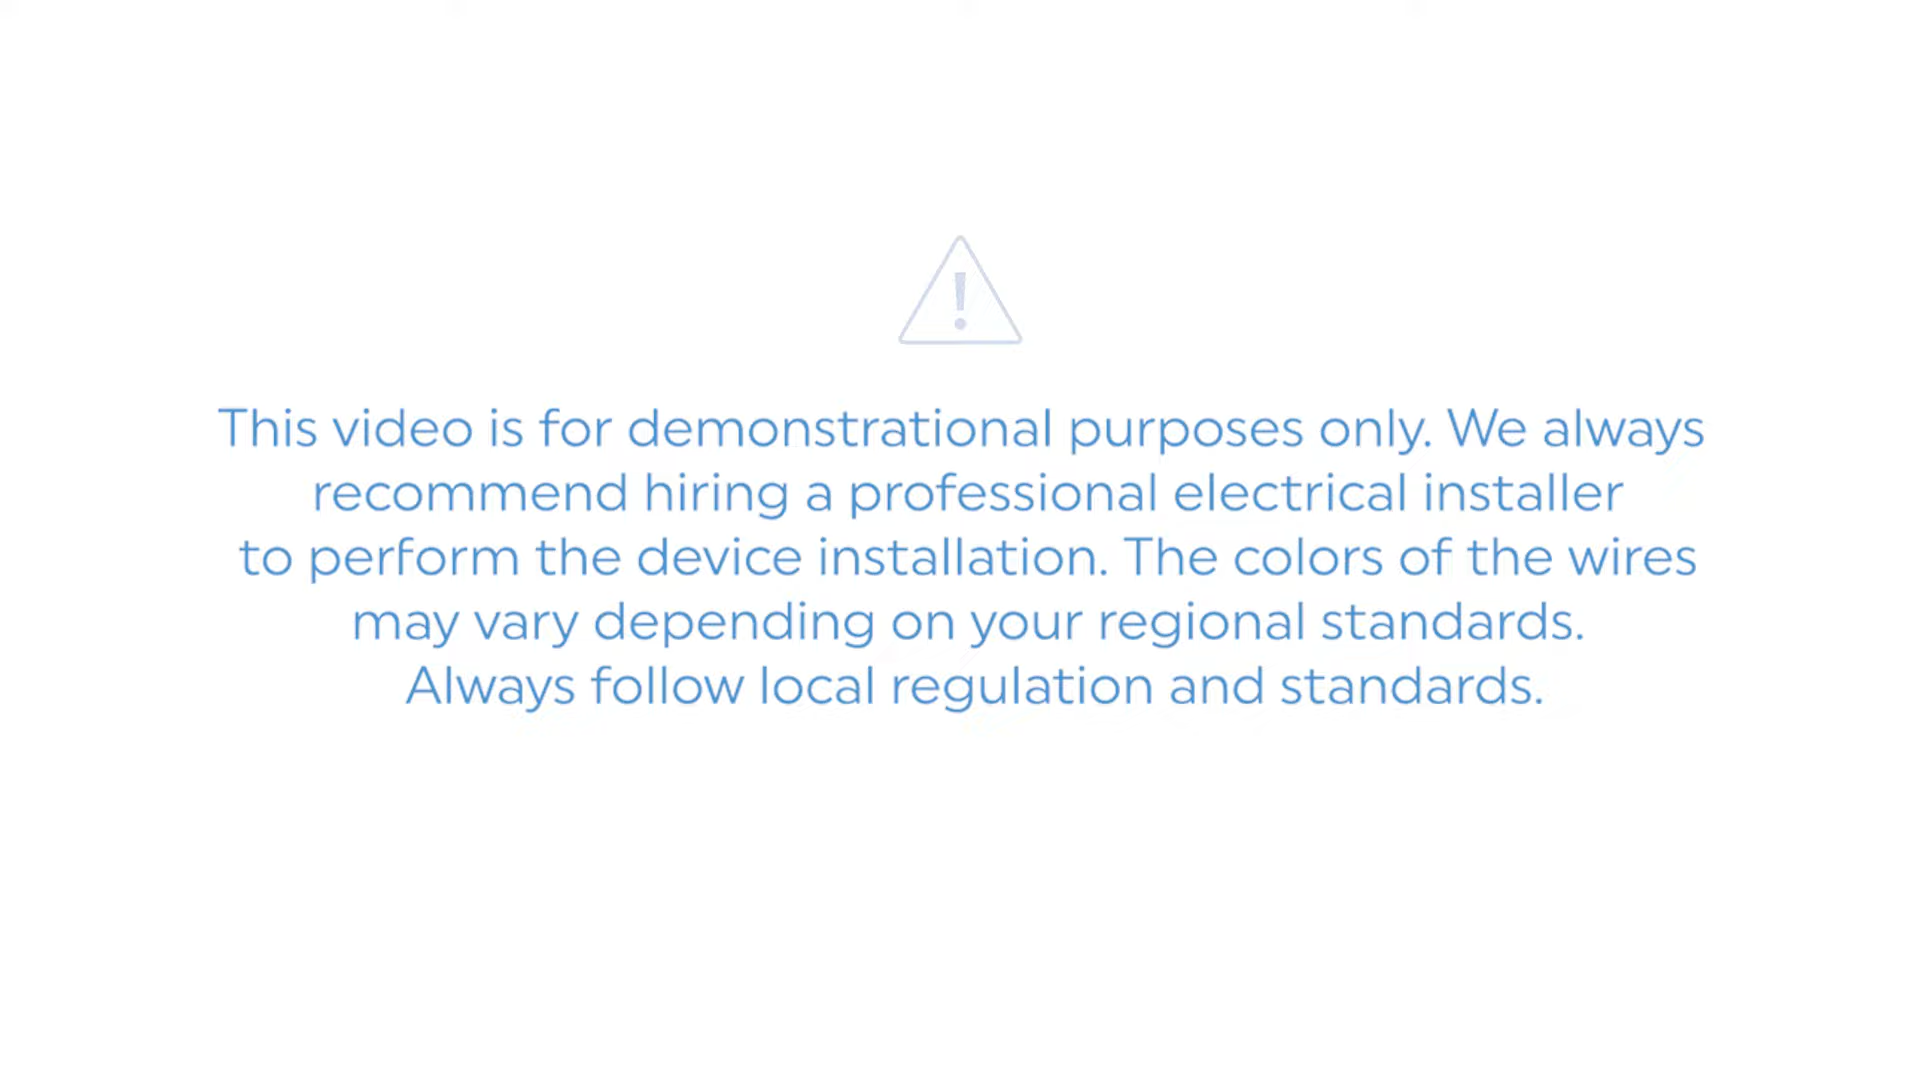 This video is for demonstrational purposes only. We always
recommend hiring a professional electrical installer
to perform the device installation. The colors of the wires
may vary depending on your regional standards.
Always follow local regulation and standards.